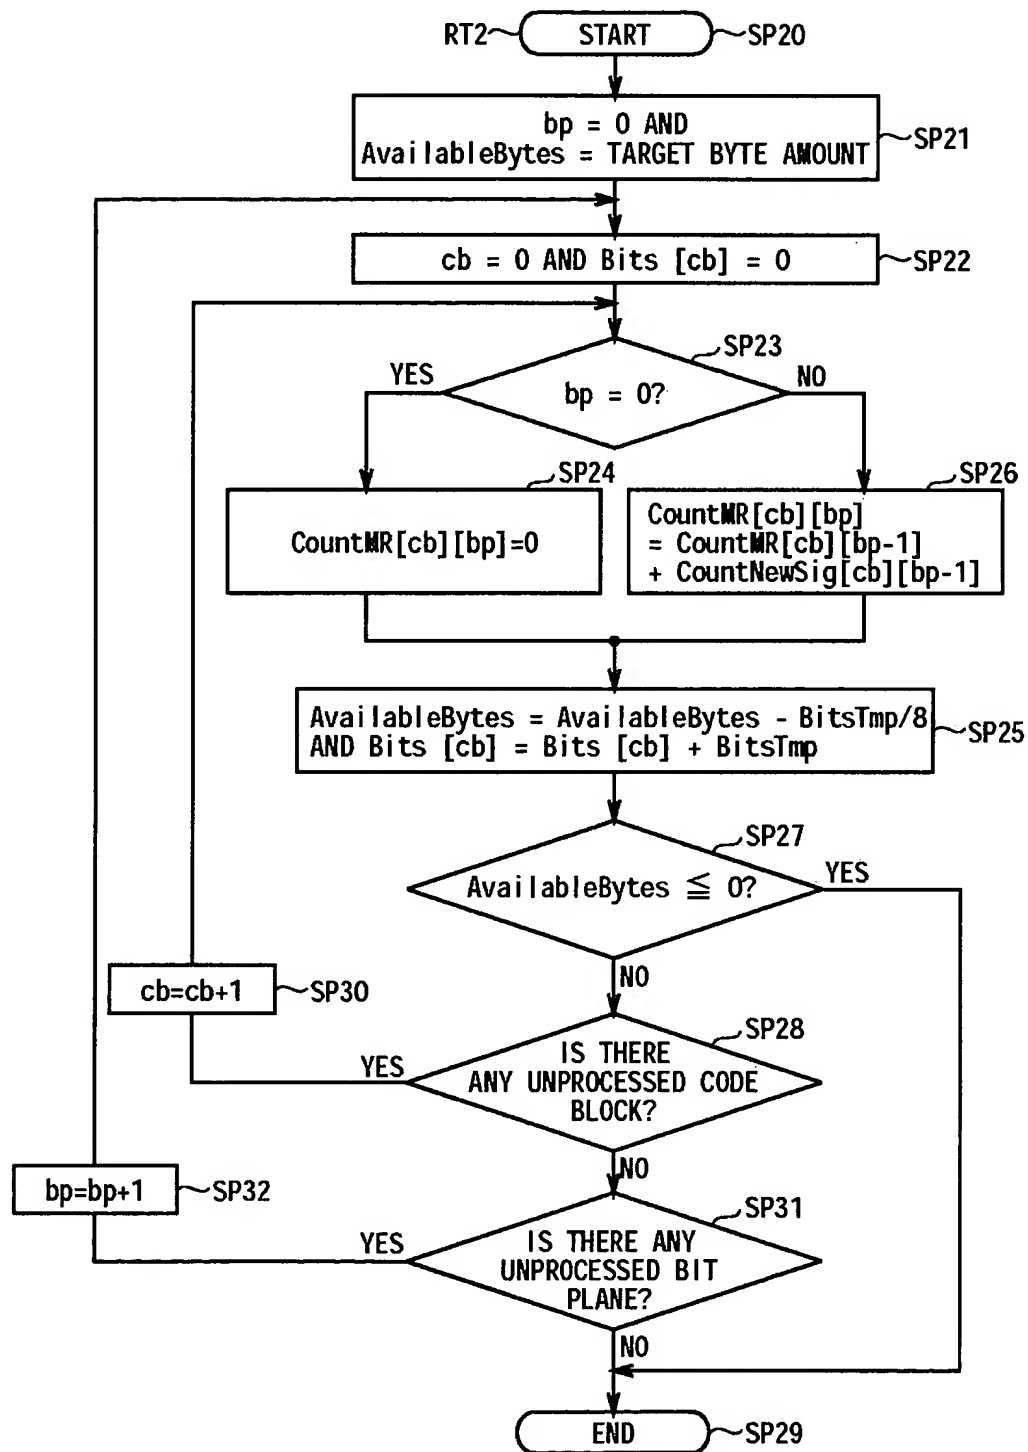 RT2
START
SP20
bp = 0 AND
AvailableBytes = TARGET BYTE AMOUNT
SP21
cb = 0 AND Bits [cb] = 0
SP22
SP23
YES
NO
bp = 0?
SP24
SP26
CountMR[cb][bp]=0
CountMR[cb][bp]
= CountMR[cb][bp-1]
+ CountNewSig[cb][bp-1]
AvailableBytes = AvailableBytes - BitsTmp/8
AND Bits [cb] = Bits [cb] + BitsTmp
SP25
SP27
AvailableBytes ≦ 0?
YES
NO
cb=cb+1
SP30
SP28
YES
IS THERE
ANY UNPROCESSED CODE
BLOCK?
NO
bp=bp+1
SP32
SP31
YES
IS THERE ANY
UNPROCESSED BIT
PLANE?
NO
END
SP29